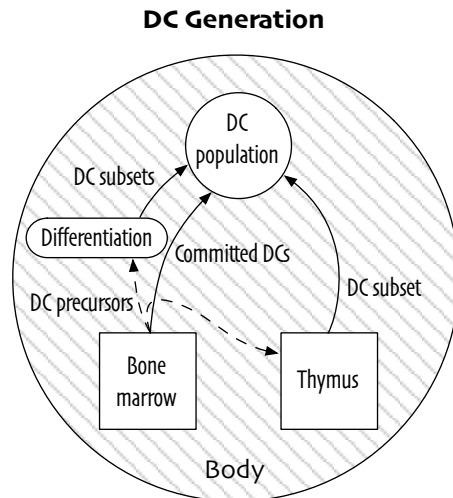 DC Generation
DC
population
DC subsets
Differentiation
Committed DCs
DC precursors
DC subset
Bone
marrow
Thymus
Body